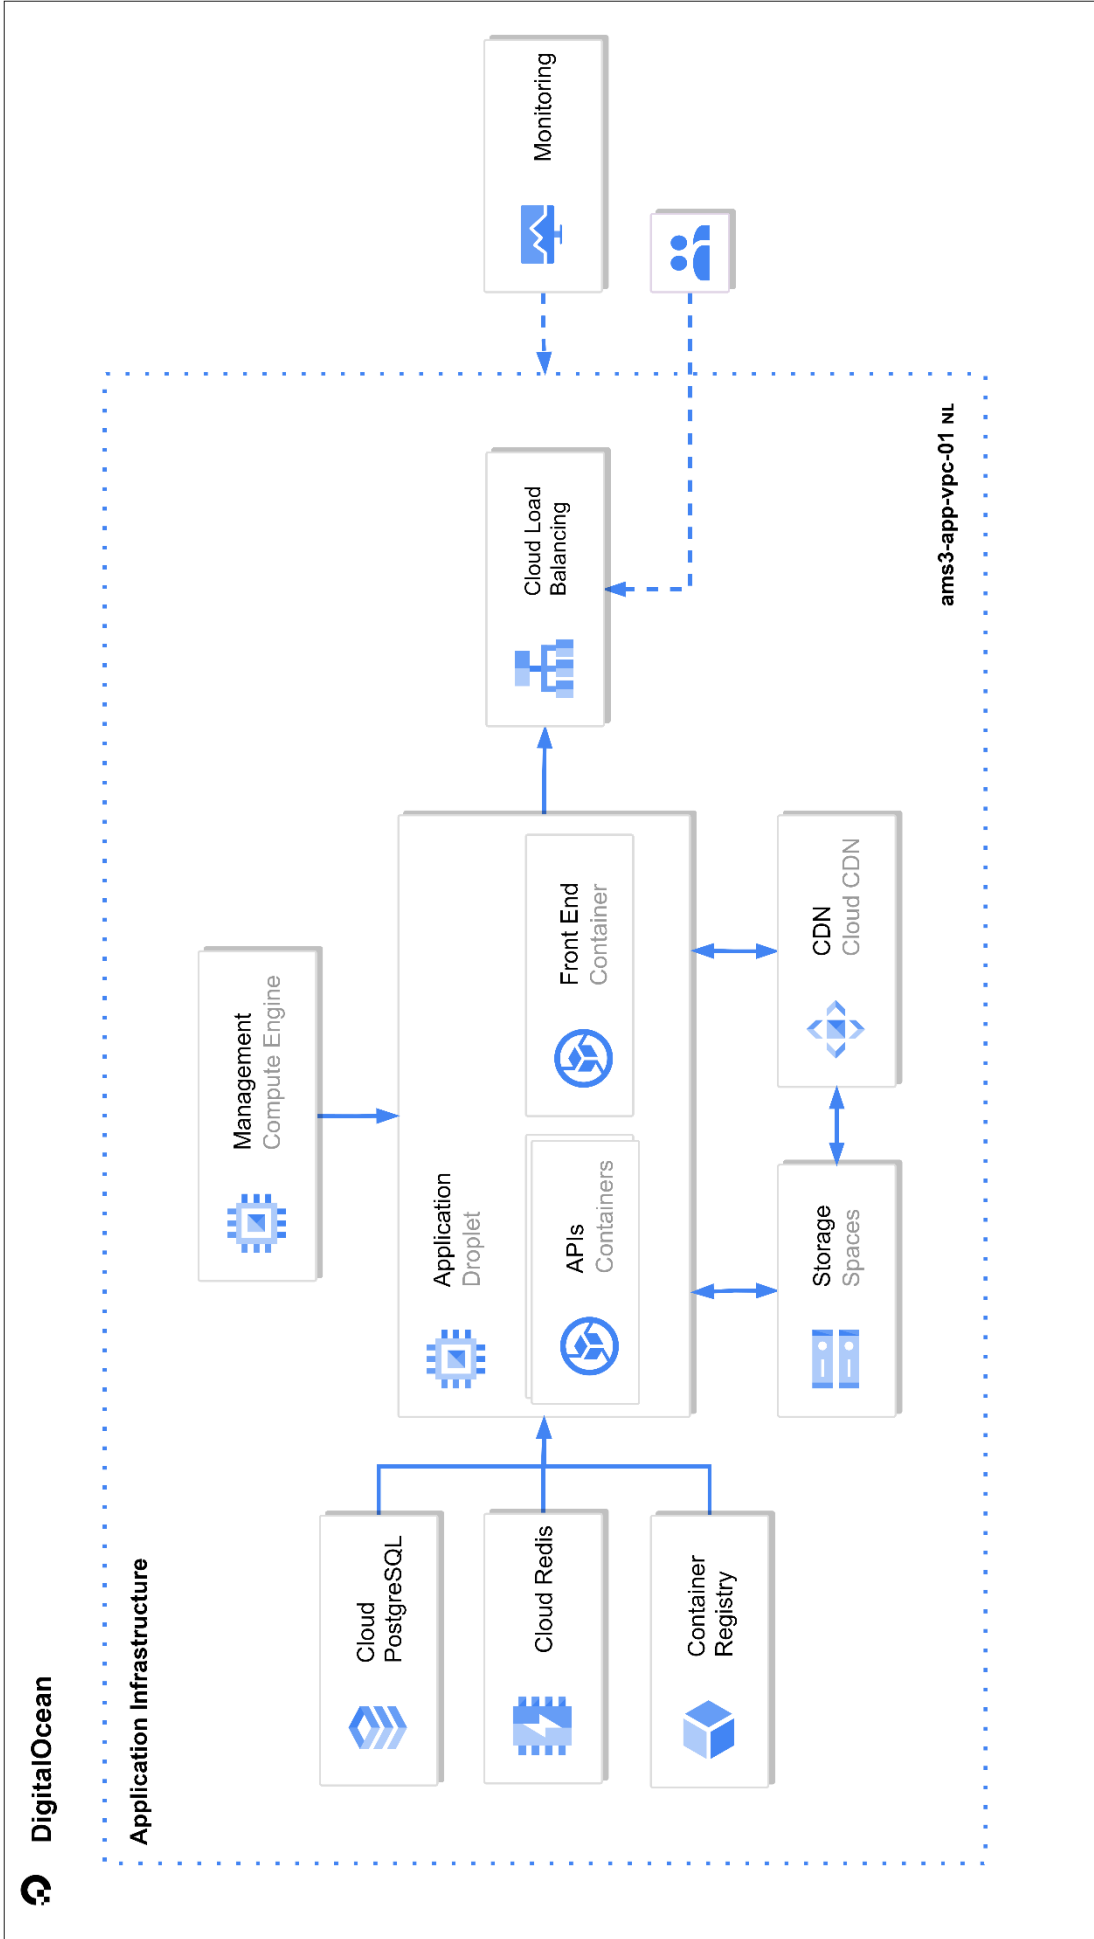 DigitalOcean
Application Infrastructure
Cloud
PostgreSQL
Cloud Redis
Container
Registry
Management
Compute Engine
Application
Droplet
APIs
Containers
Front End
Container
Storage
Spaces
CDN
Cloud CDN
Cloud Load
Balancing
Monitoring
ams3-app-vpc-01 NL